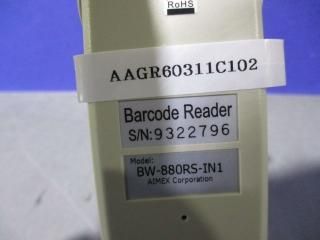 RoHS
AAGR60311C102
Barcode Reader
S/N:9322796
Model:
BW-880RS-IN1
AIMEX Corporation